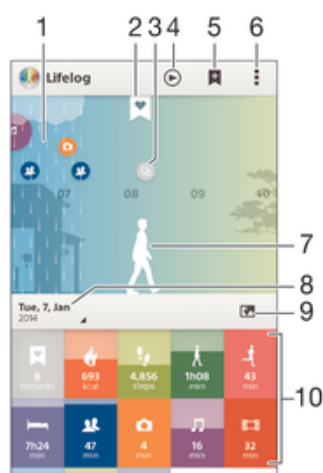 1 2 3 4 5 6
Lifelog
07 08 09 10
7
8
Tue, 7, Jan
2014
9
8 693 4,856 1h08 43
bookmarks kcal steps min min
10
7h24 47 4 16 32
min min min min min